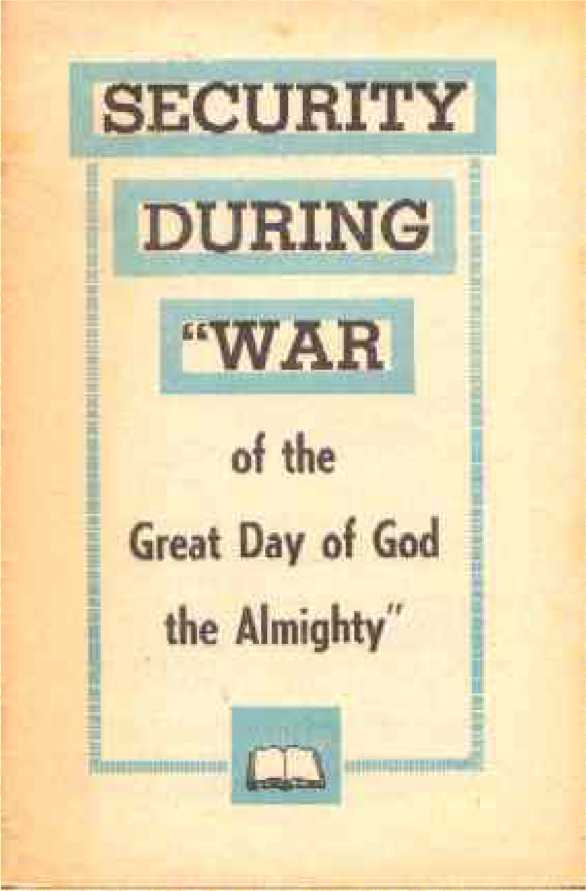 SECURITY
DURING
“WAR
of the
Great Day of God
the Almighty”